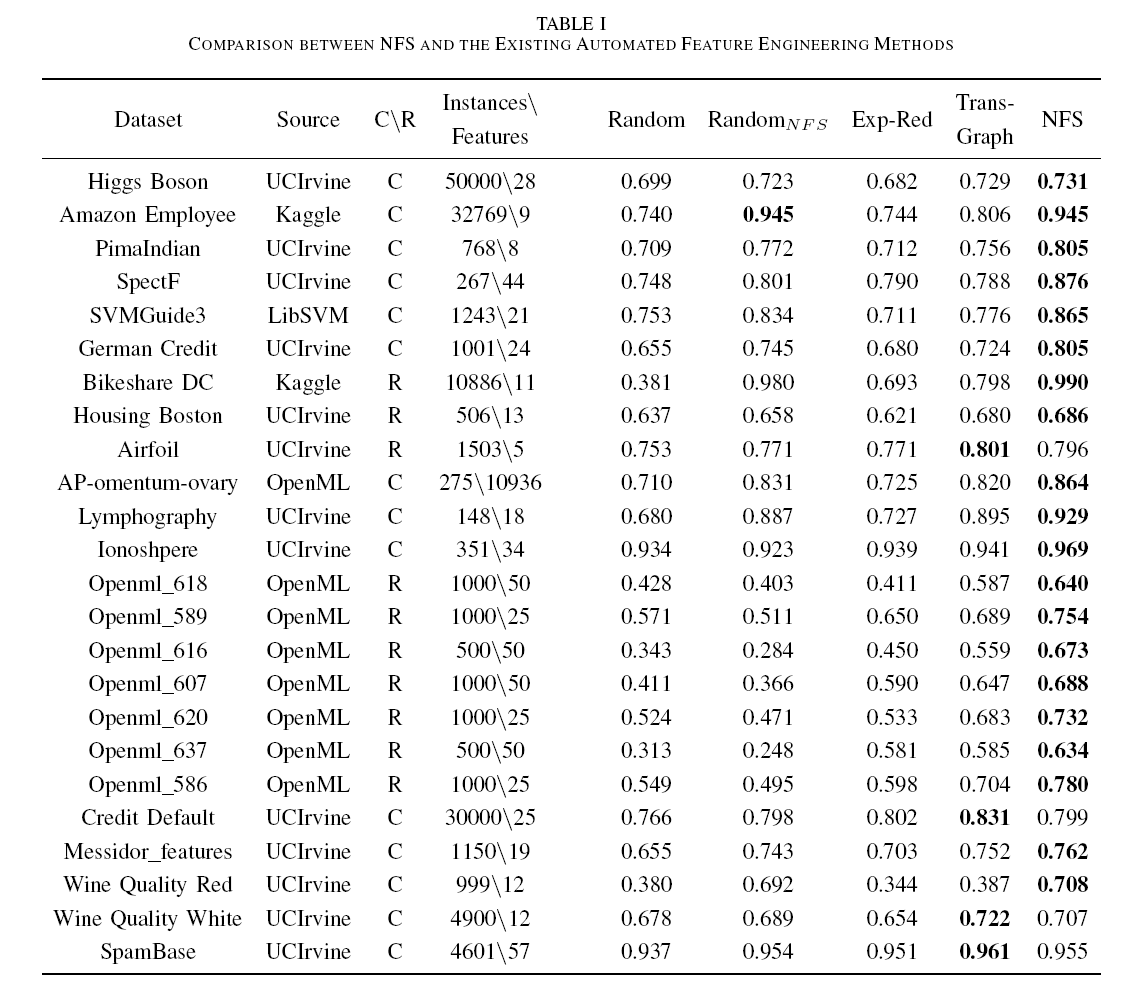 TABLE I
COMPARISON BETWEEN NFS AND THE EXISTING AUTOMATED FEATURE ENGINEERING METHODS
Dataset Source C\R Instances\ Features Random Random_NFS Exp-Red Trans-Graph NFS
Higgs Boson UCIrvine C 50000\28 0.699 0.723 0.682 0.729 0.731
Amazon Employee Kaggle C 32769\9 0.740 0.945 0.744 0.806 0.945
PimaIndian UCIrvine C 768\8 0.709 0.772 0.712 0.756 0.805
SpectF UCIrvine C 267\44 0.748 0.801 0.790 0.788 0.876
SVMGuide3 LibSVM C 1243\21 0.753 0.834 0.711 0.776 0.865
German Credit UCIrvine C 1001\24 0.655 0.745 0.680 0.724 0.805
Bikeshare DC Kaggle R 10886\11 0.381 0.980 0.693 0.798 0.990
Housing Boston UCIrvine R 506\13 0.637 0.658 0.621 0.680 0.686
Airfoil UCIrvine R 1503\5 0.753 0.771 0.771 0.801 0.796
AP-omentum-ovary OpenML C 275\10936 0.710 0.831 0.725 0.820 0.864
Lymphography UCIrvine C 148\18 0.680 0.887 0.727 0.895 0.929
Ionoshpere UCIrvine C 351\34 0.934 0.923 0.939 0.941 0.969
Openml_618 OpenML R 1000\50 0.428 0.403 0.411 0.587 0.640
Openml_589 OpenML R 1000\25 0.571 0.511 0.650 0.689 0.754
Openml_616 OpenML R 500\50 0.343 0.284 0.450 0.559 0.673
Openml_607 OpenML R 1000\50 0.411 0.366 0.590 0.647 0.688
Openml_620 OpenML R 1000\25 0.524 0.471 0.533 0.683 0.732
Openml_637 OpenML R 500\50 0.313 0.248 0.581 0.585 0.634
Openml_586 OpenML R 1000\25 0.549 0.495 0.598 0.704 0.780
Credit Default UCIrvine C 30000\25 0.766 0.798 0.802 0.831 0.799
Messidor_features UCIrvine C 1150\19 0.655 0.743 0.703 0.752 0.762
Wine Quality Red UCIrvine C 999\12 0.380 0.692 0.344 0.387 0.708
Wine Quality White UCIrvine C 4900\12 0.678 0.689 0.654 0.722 0.707
SpamBase UCIrvine C 4601\57 0.937 0.954 0.951 0.961 0.955